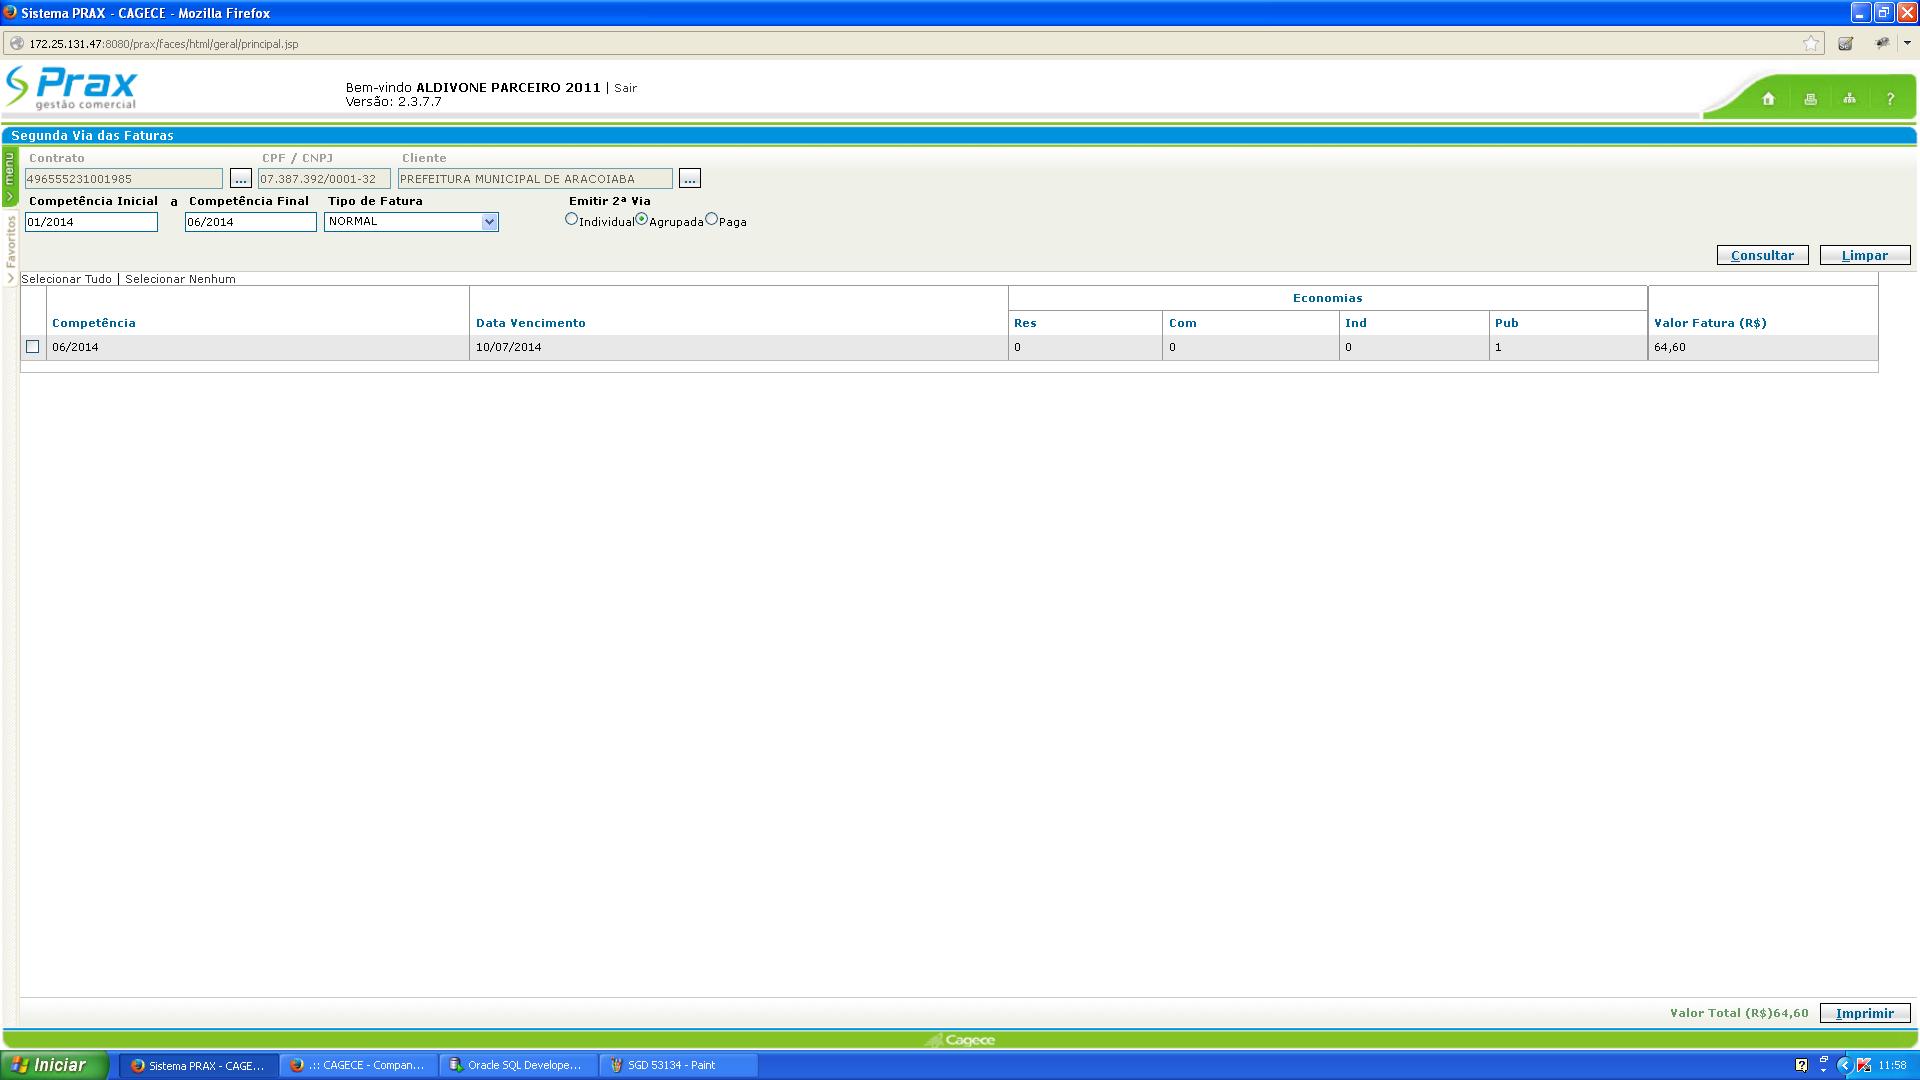 Sistema PRAX - CAGECE - Mozilla Firefox
172.25.131.47:8080/prax/faces/html/geral/principal.jsp
Prax
gestão comercial
Bem-vindo ALDIVONE PARCEIRO 2011 | Sair
Versão: 2.3.7.7
?
Segunda Via das Faturas
menu
Favoritos
Contrato CPF / CNPJ Cliente
496555231001985 ... 07.387.392/0001-32 PREFEITURA MUNICIPAL DE ARACOIABA ...
Competência Inicial a Competência Final Tipo de Fatura Emitir 2ª Via
01/2014 06/2014 NORMAL Individual Agrupada Paga
Consultar Limpar
Selecionar Tudo | Selecionar Nenhum
Economias
Competência Data Vencimento Res Com Ind Pub Valor Fatura (R$)
06/2014 10/07/2014 0 0 0 1 64,60
Valor Total (R$)64,60 Imprimir
Cagece
Iniciar Sistema PRAX - CAGE... .:: CAGECE - Compan... Oracle SQL Develope... SGD 53134 - Paint 11:58